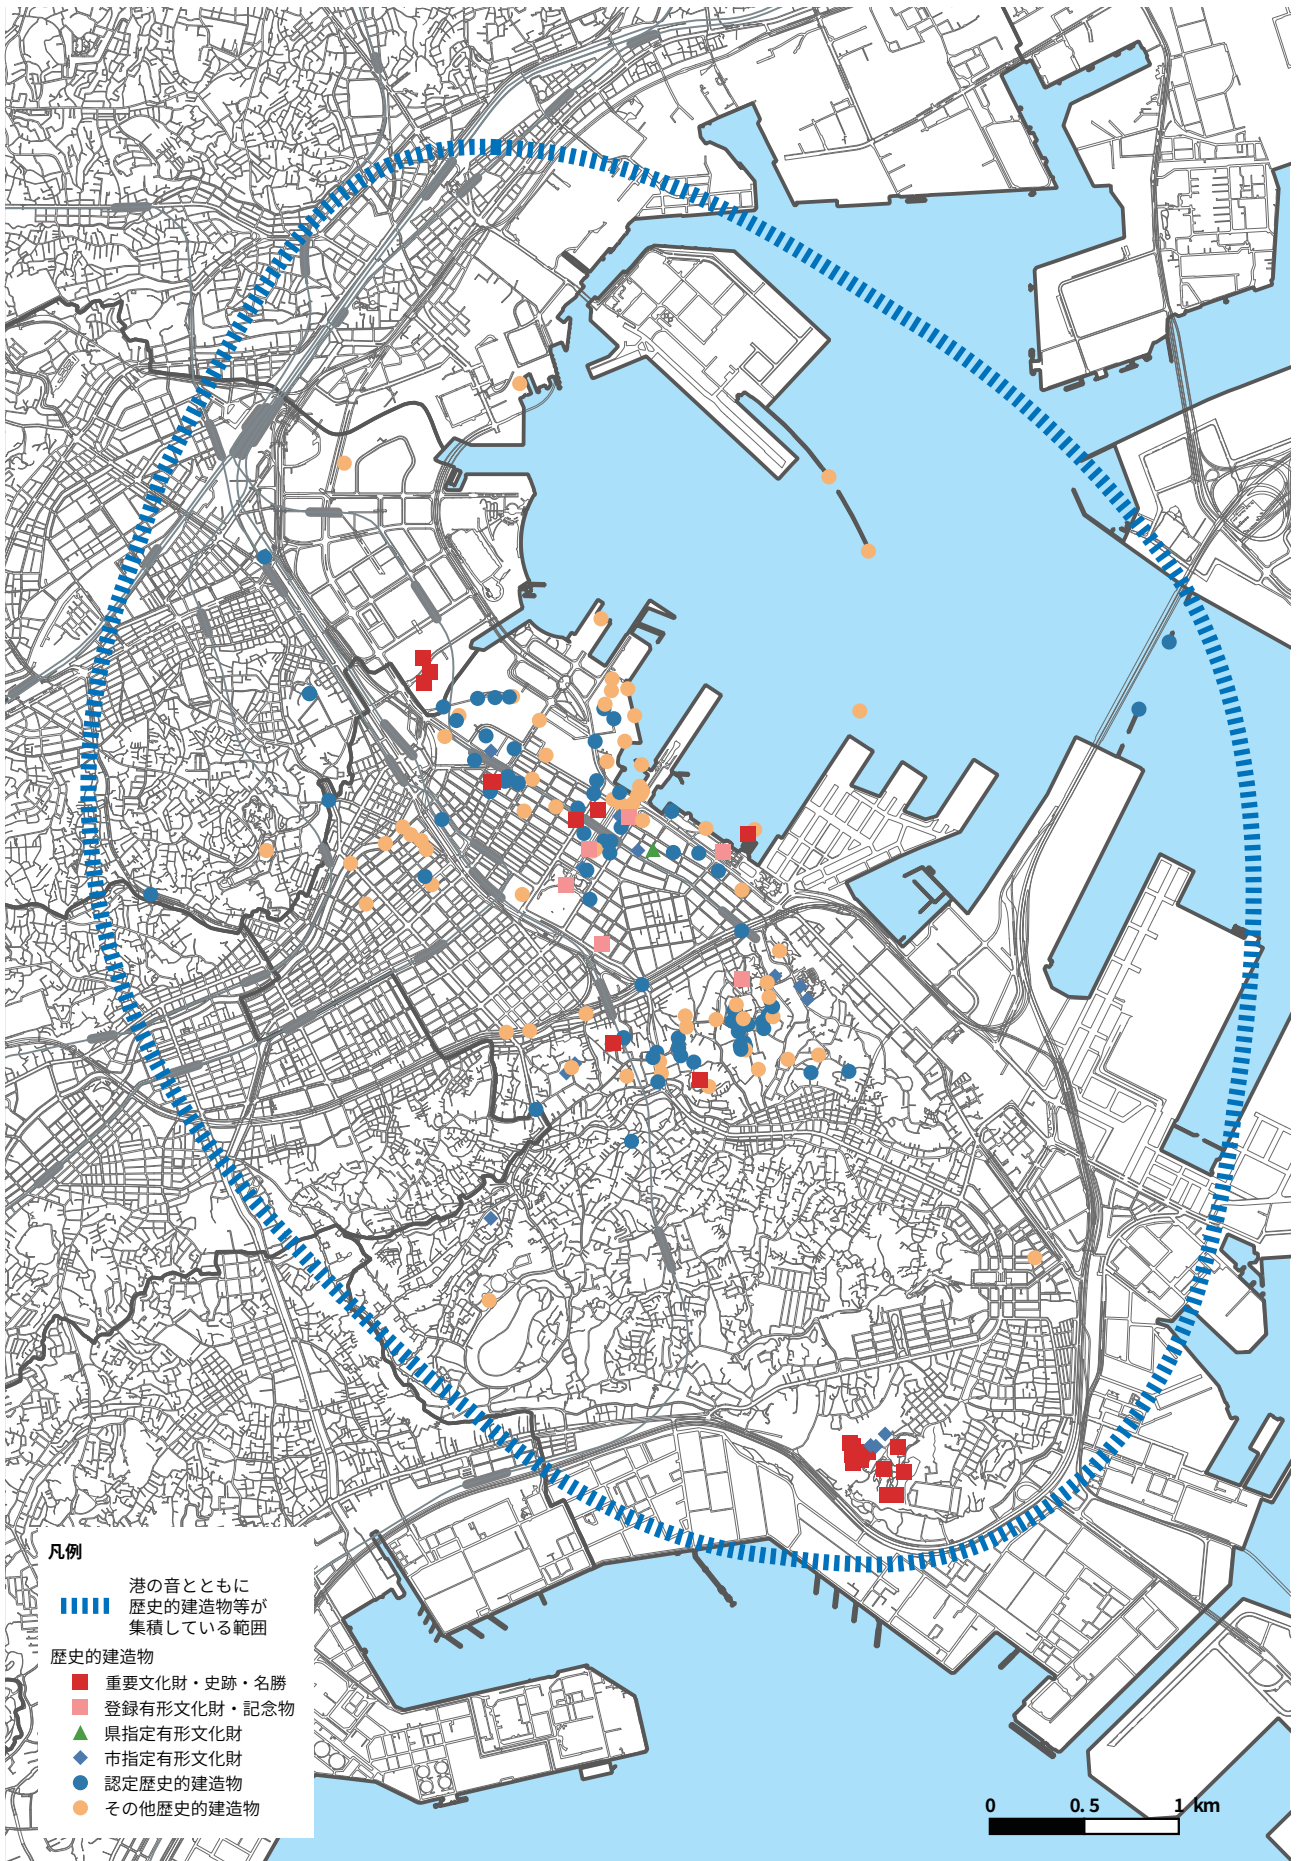 凡例
港の音とともに
歴史的建造物等が
集積している範囲
歴史的建造物
重要文化財・史跡・名勝
登録有形文化財・記念物
県指定有形文化財
市指定有形文化財
認定歴史的建造物
その他歴史的建造物
0 0.5 1 km